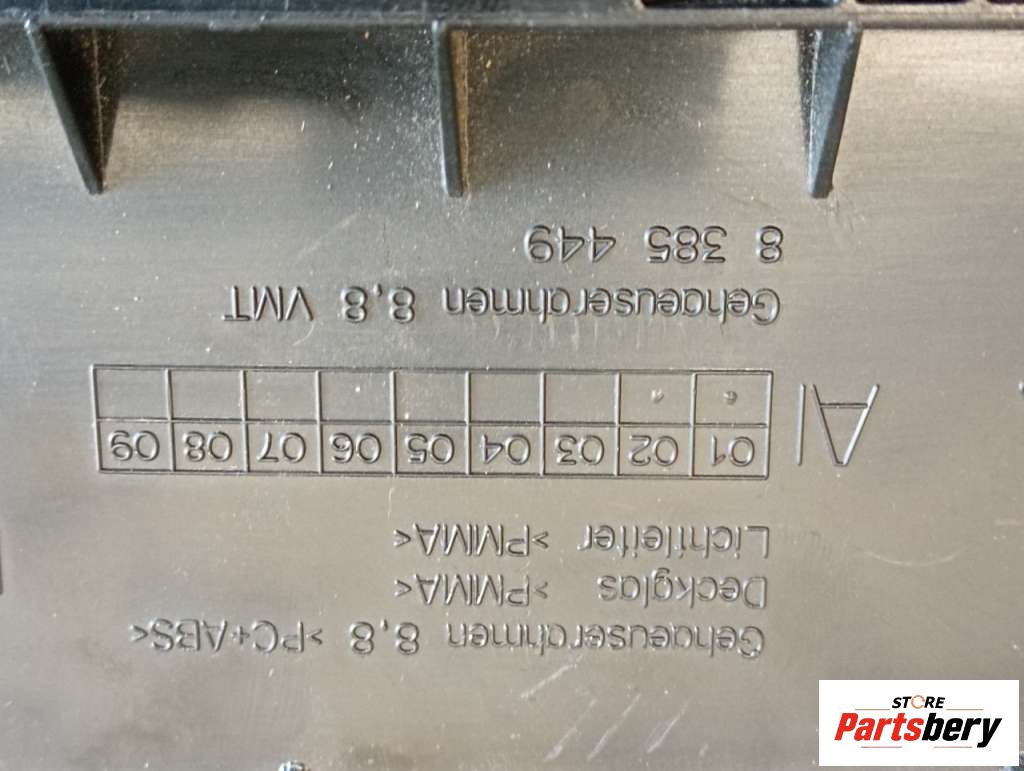 Gehaeuserahmen 8,8 >PC+ABS<
Deckglas >PMMA<
Lichtleiter >PMMA<
AI 01 02 03 04 05 06 07 08 09
Gehaeuserahmen 8,8 VMT
8 385 449
STORE
Partsbery